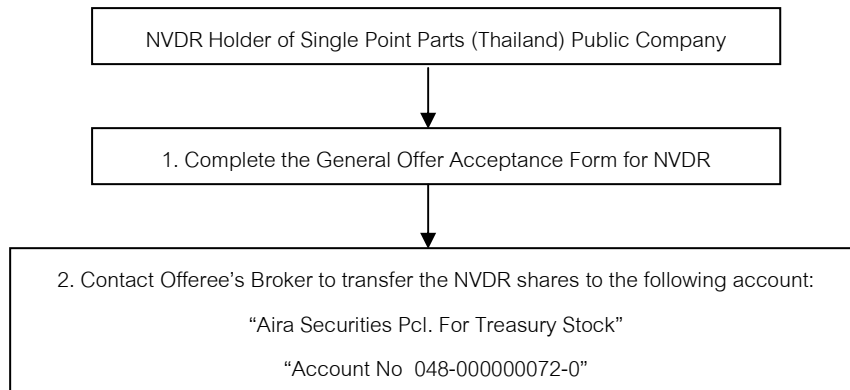 NVDR Holder of Single Point Parts (Thailand) Public Company
1. Complete the General Offer Acceptance Form for NVDR
2. Contact Offeree's Broker to transfer the NVDR shares to the following account:
“Aira Securities Pcl. For Treasury Stock”
“Account No  048-000000072-0”